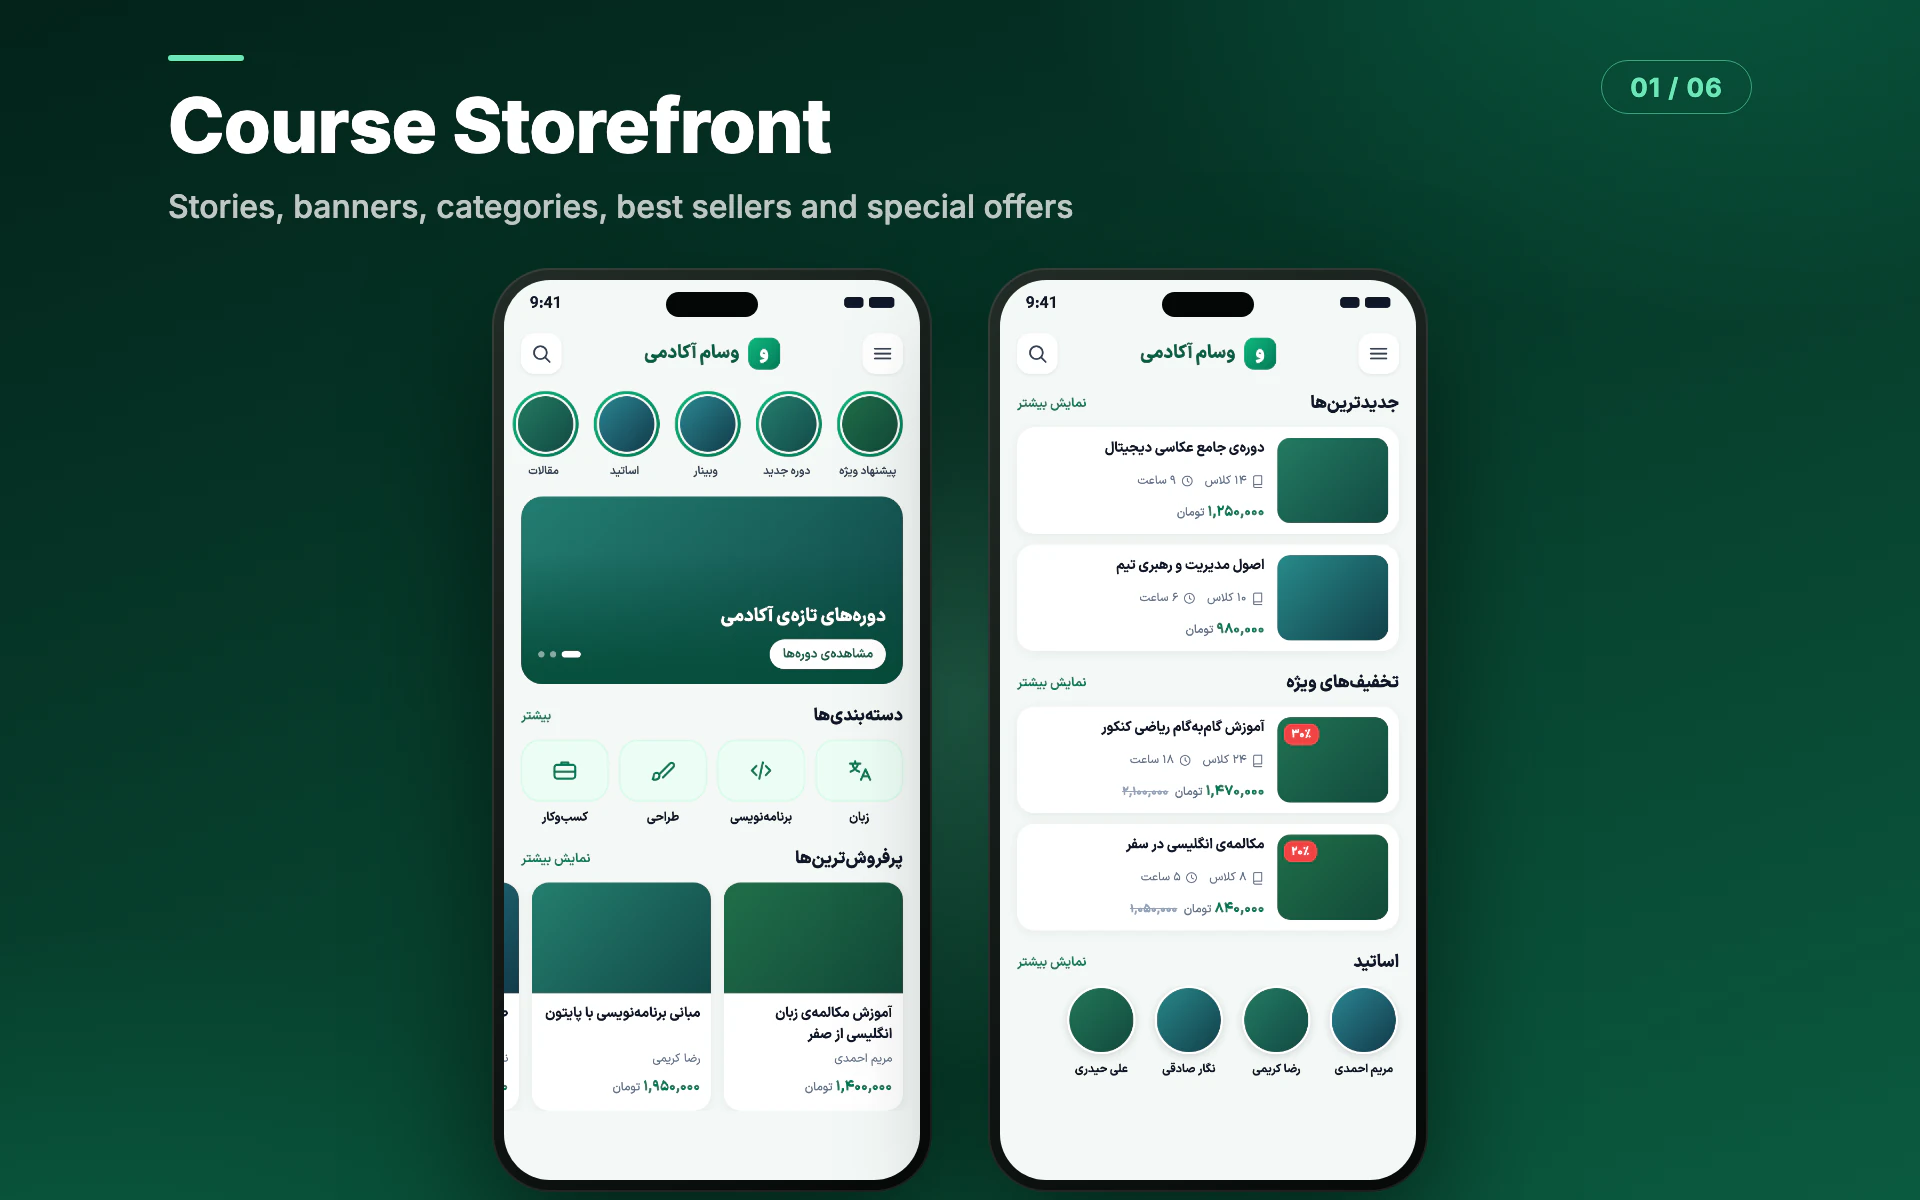 Course Storefront
01 / 06
Stories, banners, categories, best sellers and special offers
9:41
و وسام آکادمی
پیشنهاد ویژه
دوره جدید
وبینار
اساتید
مقالات
دوره‌های تازه‌ی آکادمی
مشاهده‌ی دوره‌ها
دسته‌بندی‌ها
بیشتر
زبان
برنامه‌نویسی
طراحی
کسب‌وکار
پرفروش‌ترین‌ها
نمایش بیشتر
آموزش مکالمه‌ی زبان
انگلیسی از صفر
مریم احمدی
۱,۴۰۰,۰۰۰ تومان
مبانی برنامه‌نویسی با پایتون
رضا کریمی
۱,۹۵۰,۰۰۰ تومان
9:41
و وسام آکادمی
جدیدترین‌ها
نمایش بیشتر
دوره‌ی جامع عکاسی دیجیتال
۱۴ کلاس ۹ ساعت
۱,۲۵۰,۰۰۰ تومان
اصول مدیریت و رهبری تیم
۱۰ کلاس ۶ ساعت
۹۸۰,۰۰۰ تومان
تخفیف‌های ویژه
نمایش بیشتر
۳۰٪
آموزش گام‌به‌گام ریاضی کنکور
۲۴ کلاس ۱۸ ساعت
۱,۴۷۰,۰۰۰ تومان ۲,۱۰۰,۰۰۰
۲۰٪
مکالمه‌ی انگلیسی در سفر
۸ کلاس ۵ ساعت
۸۴۰,۰۰۰ تومان ۱,۰۵۰,۰۰۰
اساتید
نمایش بیشتر
مریم احمدی
رضا کریمی
نگار صادقی
علی حیدری